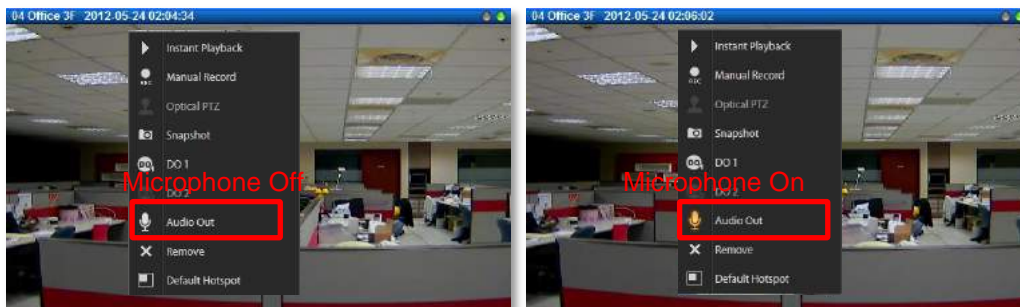 04 Office 3F 2012-05-24 02:04:34
Instant Playback
Manual Record
REC
Optical PTZ
Snapshot
DO 1
Microphone Off
DO 2
Audio Out
Remove
Default Hotspot
04 Office 3F 2012-05-24 02:06:02
Instant Playback
Manual Record
REC
Optical PTZ
Snapshot
DO 1
Microphone On
DO 2
Audio Out
Remove
Default Hotspot